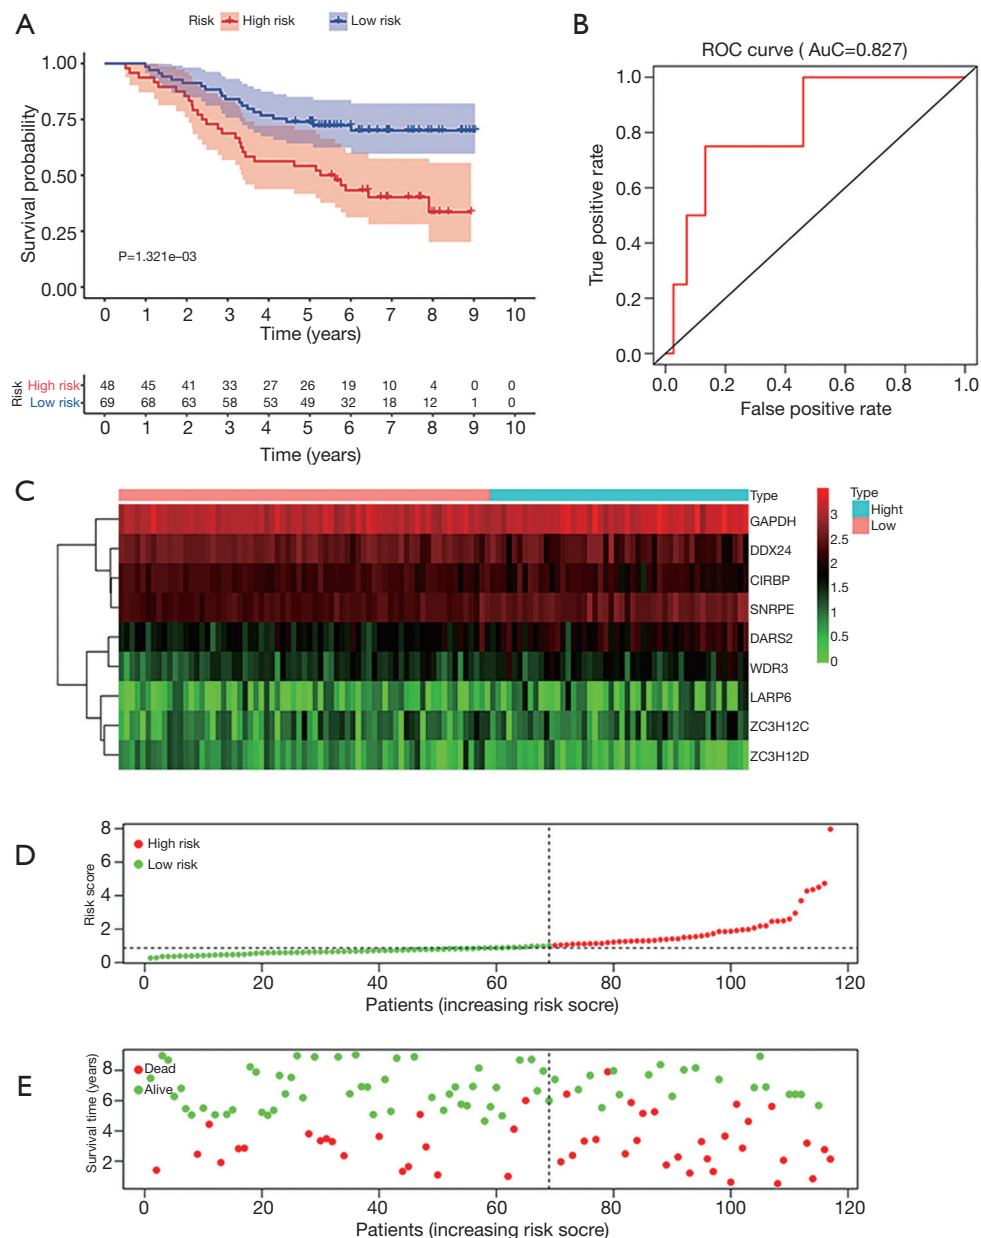 A
Risk High risk Low risk
1.00
0.75
0.50
0.25
0.00
Survival probability
P=1.321e–03
0 1 2 3 4 5 6 7 8 9 10
Time (years)
Risk
High risk 48 45 41 33 27 26 19 10 4 0 0
Low risk 69 68 63 58 53 49 32 18 12 1 0
0 1 2 3 4 5 6 7 8 9 10
Time (years)
B
ROC curve ( AuC=0.827)
1.0
0.8
0.6
0.4
0.2
0.0
True positive rate
0.0 0.2 0.4 0.6 0.8 1.0
False positive rate
C
Type
GAPDH
DDX24
CIRBP
SNRPE
DARS2
WDR3
LARP6
ZC3H12C
ZC3H12D
3
2.5
2
1.5
1
0.5
0
Type
Hight
Low
D
High risk
Low risk
8
6
4
2
0
Risk score
0 20 40 60 80 100 120
Patients (increasing risk socre)
E
Dead
Alive
8
6
4
2
Survival time (years)
0 20 40 60 80 100 120
Patients (increasing risk socre)